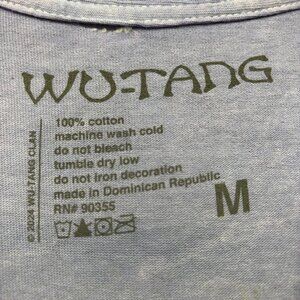 WU-TANG
100% cotton
machine wash cold
do not bleach
tumble dry low
do not iron decoration
made in Dominican Republic
RN# 90355
M
© 2024 WU-TANG CLAN